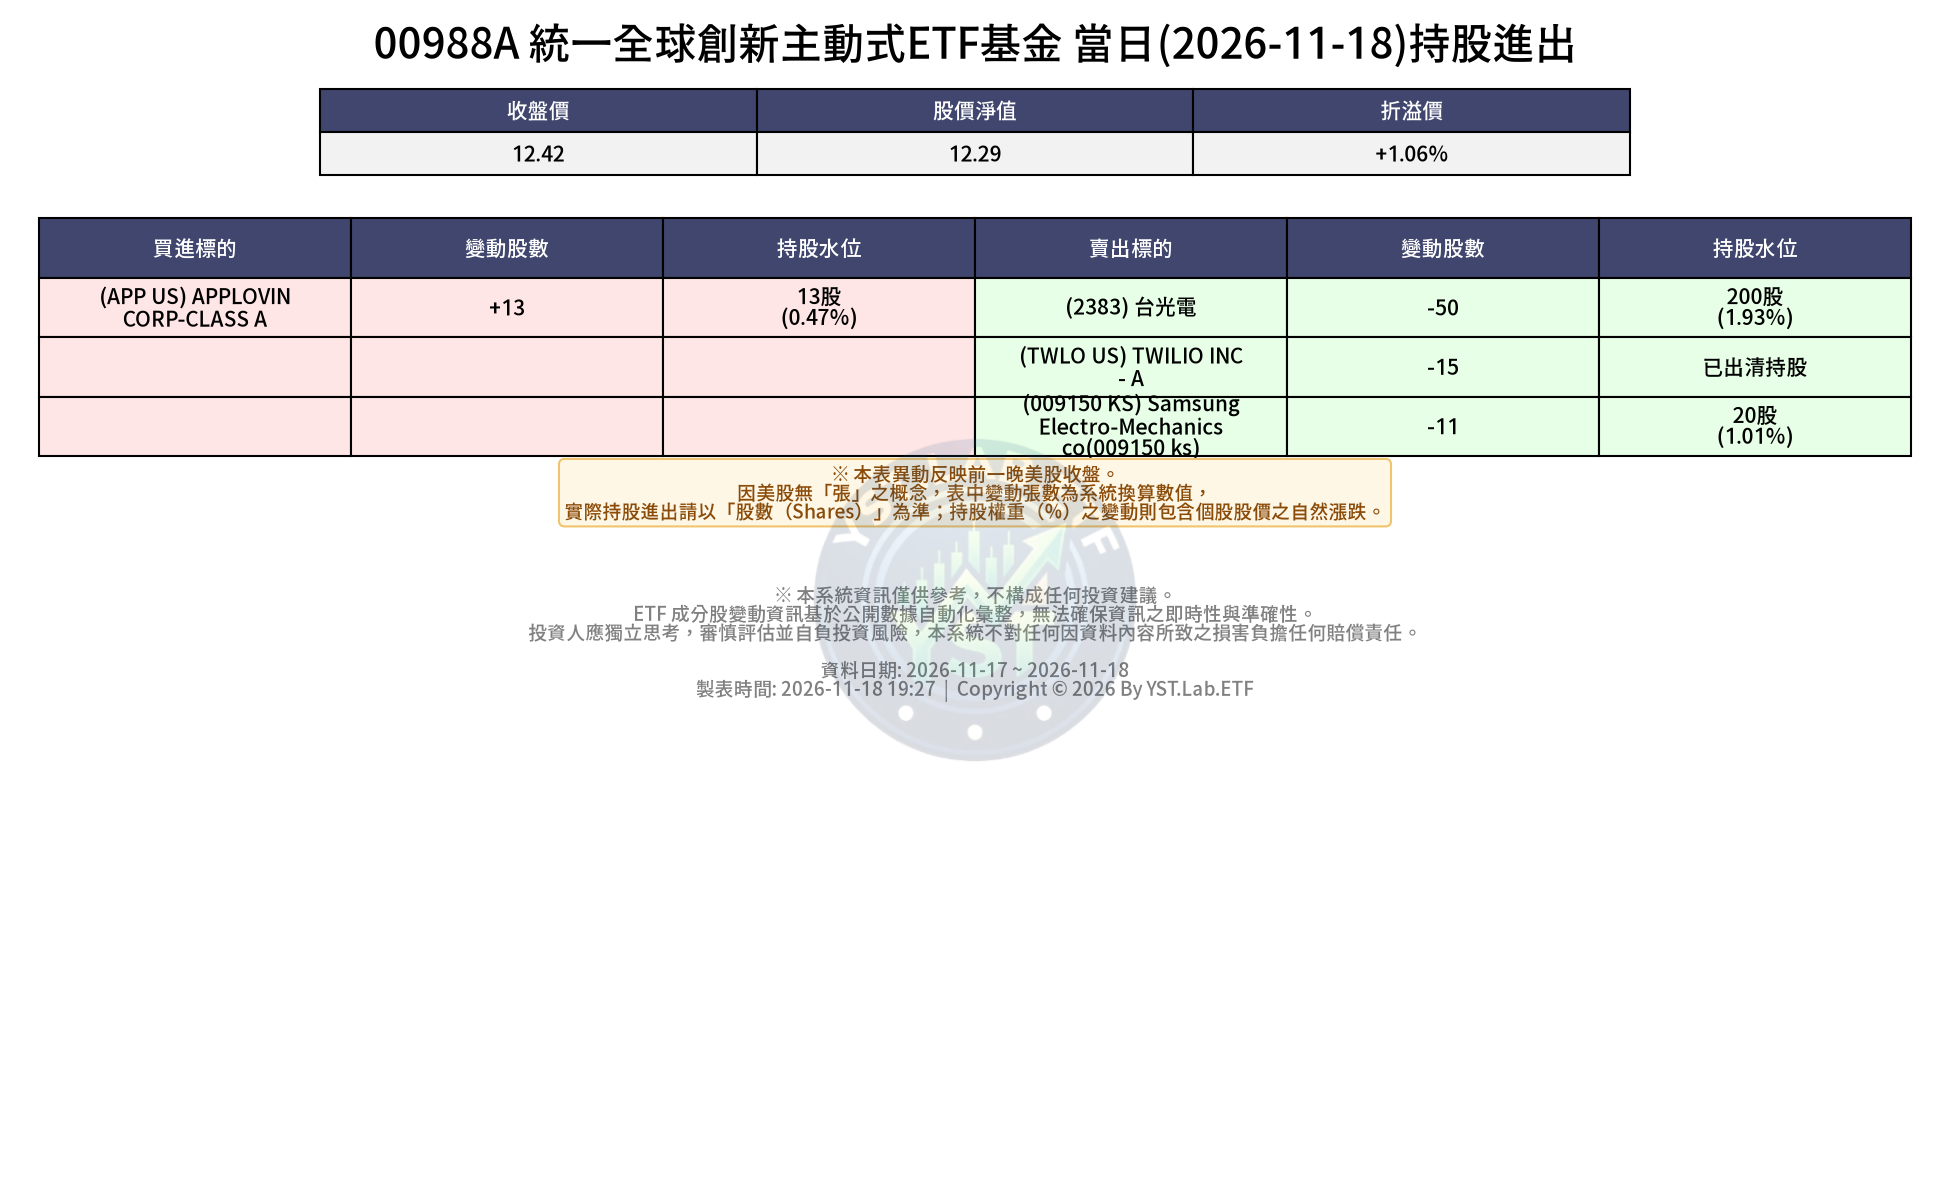 00988A 統一全球創新主動式ETF基金 當日(2026-11-18)持股進出
收盤價 股價淨值 折溢價
12.42 12.29 +1.06%
買進標的 變動股數 持股水位 賣出標的 變動股數 持股水位
(APP US) APPLOVIN
CORP-CLASS A
+13
13股
(0.47%)
(2383) 台光電
-50
200股
(1.93%)
(TWLO US) TWILIO INC
- A
-15
已出清持股
(009150 KS) Samsung
Electro-Mechanics
co(009150 ks)
-11
20股
(1.01%)
※ 本表異動反映前一晚美股收盤。
因美股無「張」之概念，表中變動張數為系統換算數值，
實際持股進出請以「股數（Shares）」為準；持股權重（%）之變動則包含個股股價之自然漲跌。
※ 本系統資訊僅供參考，不構成任何投資建議。
ETF 成分股變動資訊基於公開數據自動化彙整，無法確保資訊之即時性與準確性。
投資人應獨立思考，審慎評估並自負投資風險，本系統不對任何因資料內容所致之損害負擔任何賠償責任。
資料日期: 2026-11-17 ~ 2026-11-18
製表時間: 2026-11-18 19:27 | Copyright © 2026 By YST.Lab.ETF
YST